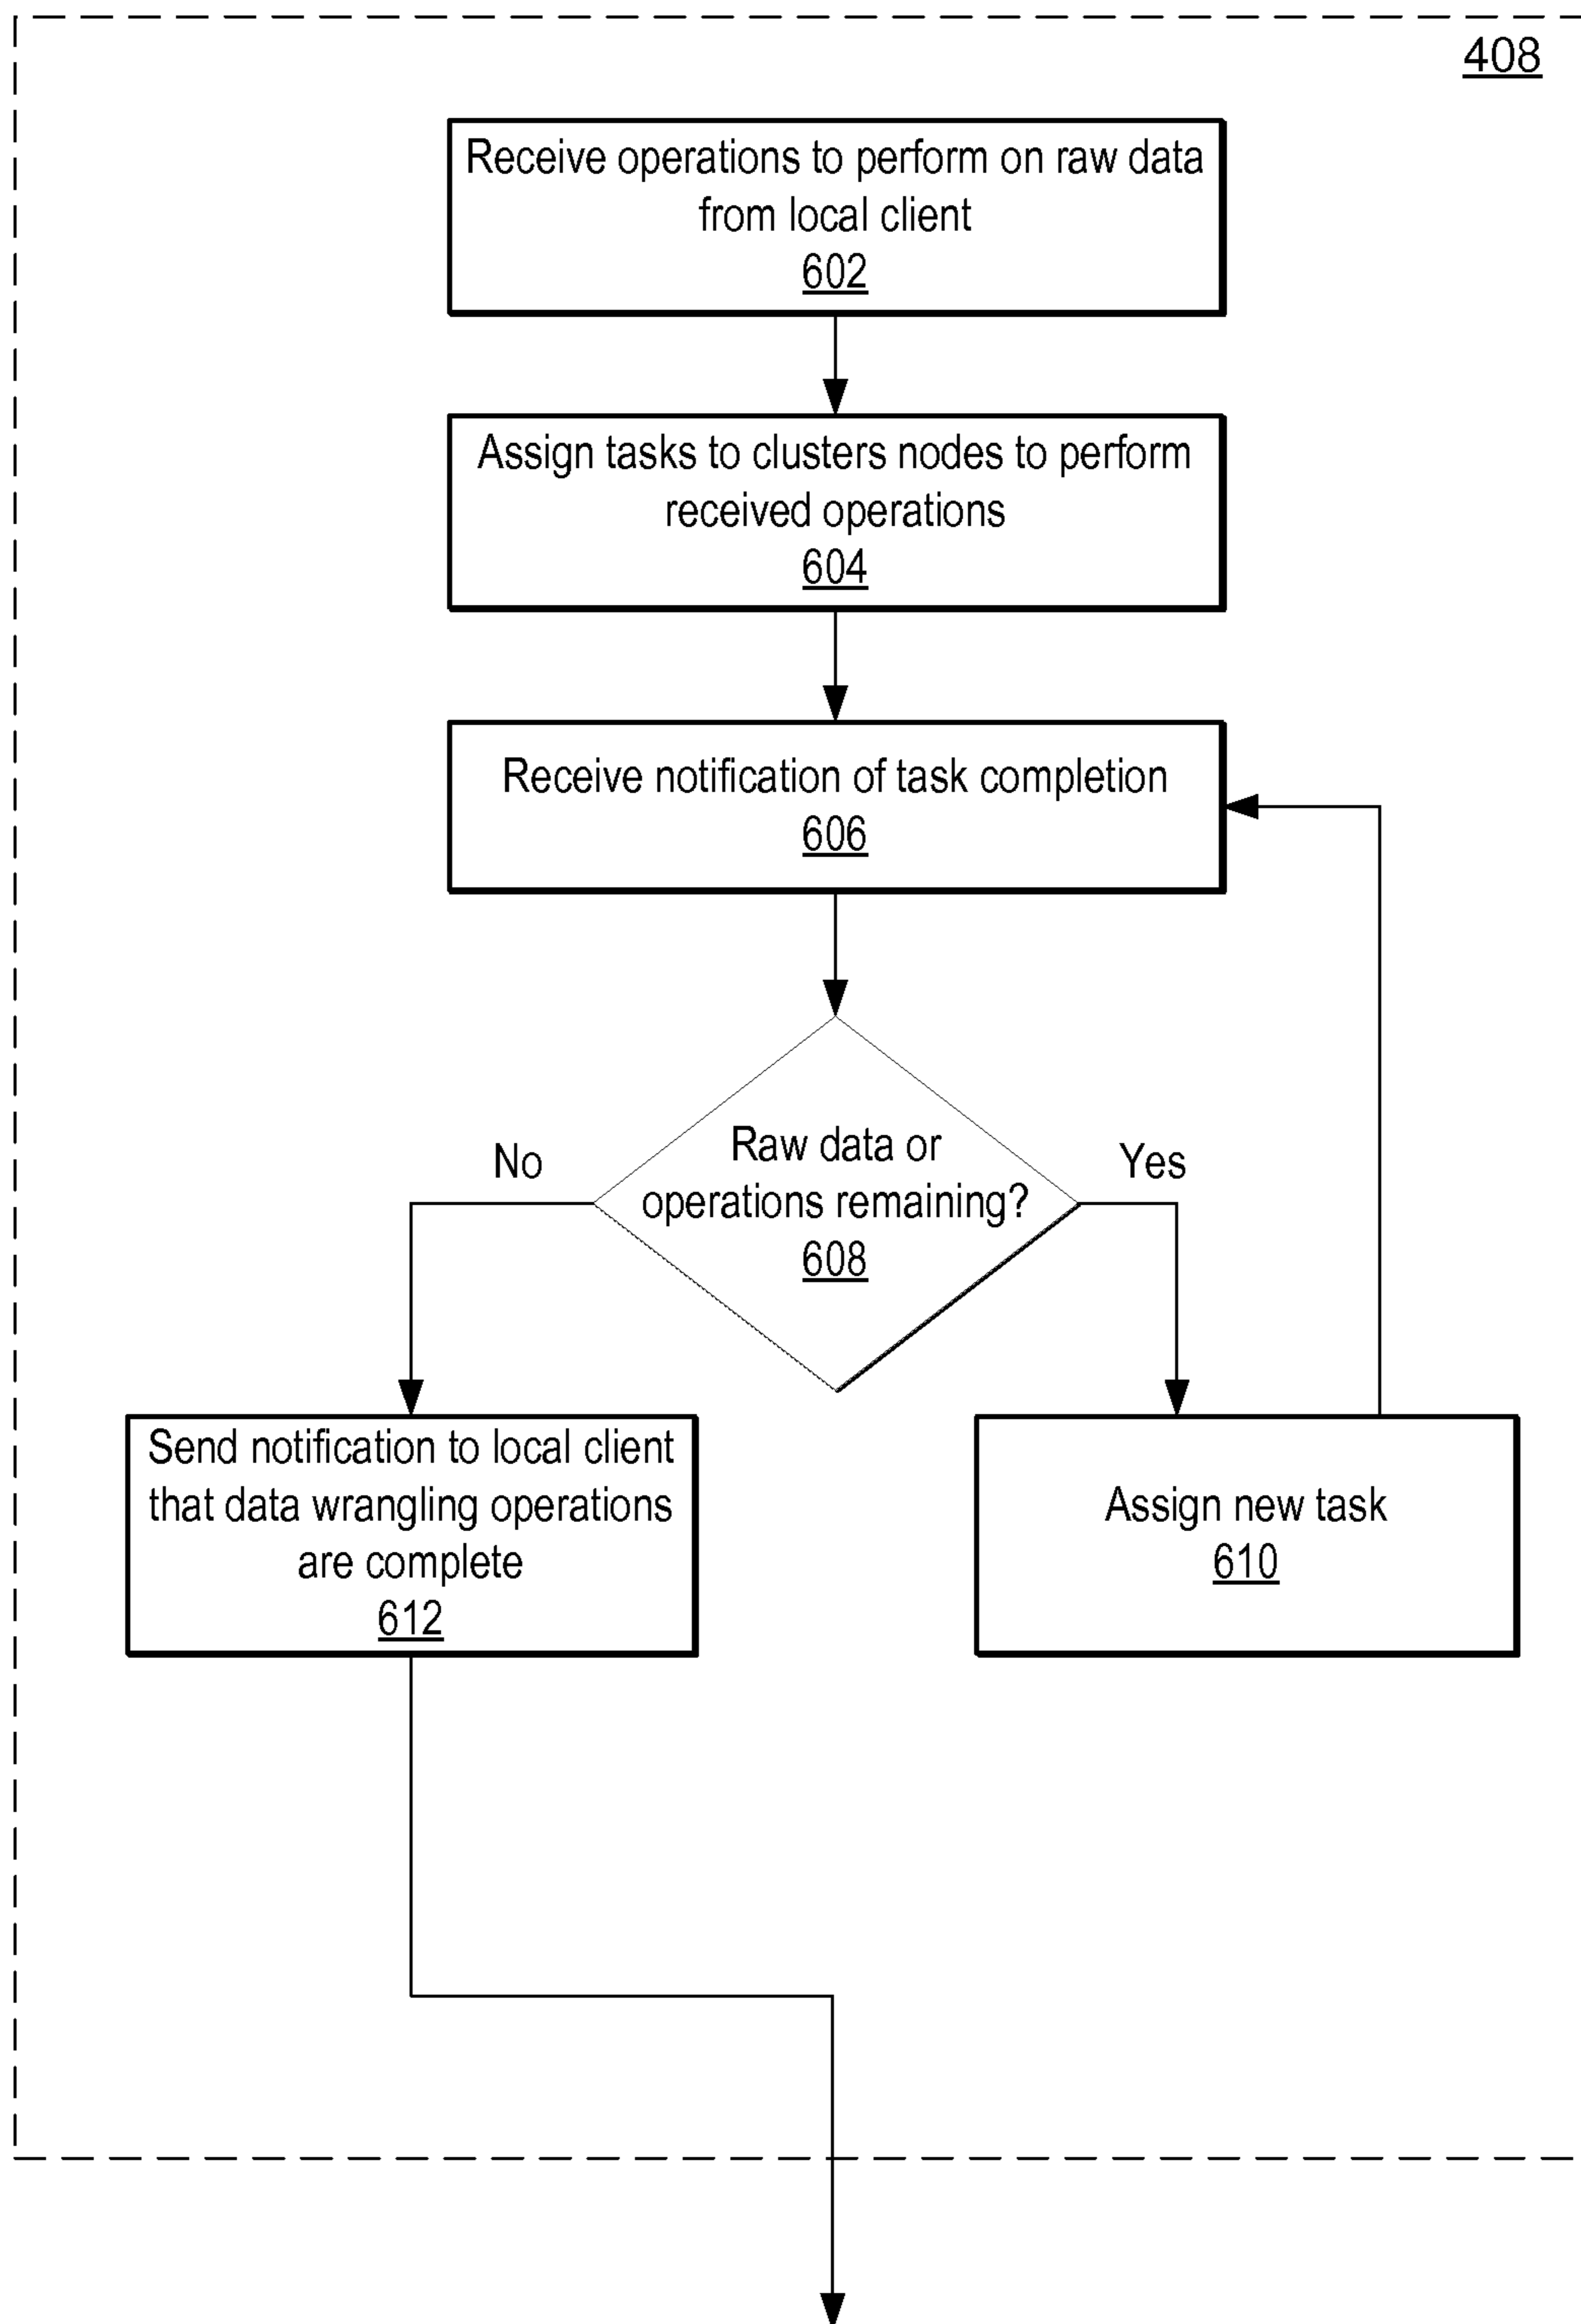 408
Receive operations to perform on raw data
from local client
602
Assign tasks to clusters nodes to perform
received operations
604
Receive notification of task completion
606
Raw data or
operations remaining?
608
No
Yes
Send notification to local client
that data wrangling operations
are complete
612
Assign new task
610